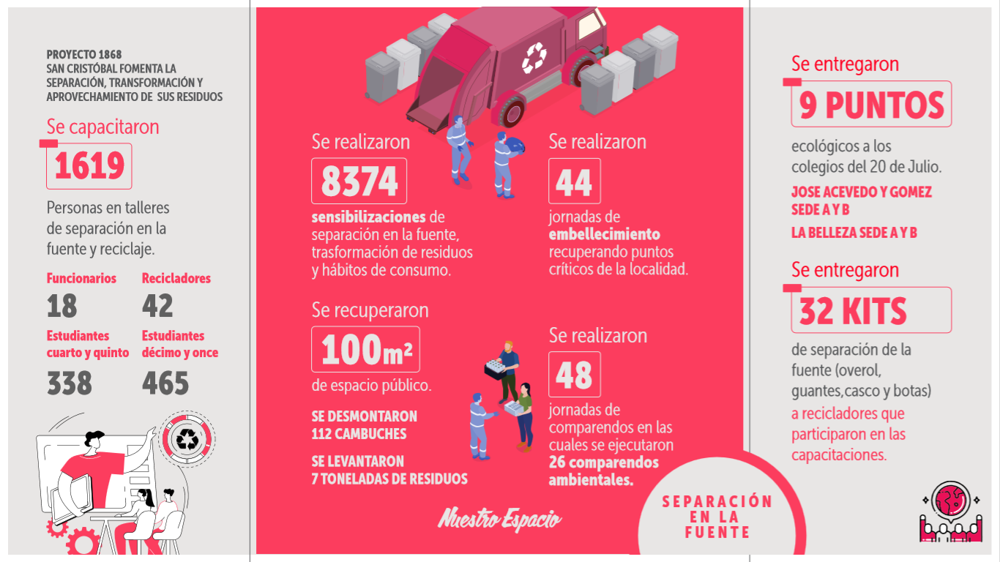 PROYECTO 1868
SAN CRISTÓBAL FOMENTA LA
SEPARACIÓN, TRANSFORMACIÓN Y
APROVECHAMIENTO DE SUS RESIDUOS
Se capacitaron
1619
Personas en talleres
de separación en la
fuente y reciclaje.
Funcionarios
18
Recicladores
42
Estudiantes
cuarto y quinto
338
Estudiantes
décimo y once
465
Se realizaron
8374
sensibilizaciones de
separación en la fuente,
trasformación de residuos
y hábitos de consumo.
Se recuperaron
100m²
de espacio público.
SE DESMONTARON
112 CAMBUCHES
SE LEVANTARON
7 TONELADAS DE RESIDUOS
Se realizaron
44
jornadas de
embellecimiento
recuperando puntos
críticos de la localidad.
Se realizaron
48
jornadas de
comparendos en las
cuales se ejecutaron
26 comparendos
ambientales.
Nuestro Espacio
SEPARACIÓN
EN LA
FUENTE
Se entregaron
9 PUNTOS
ecológicos a los
colegios del 20 de Julio.
JOSE ACEVEDO Y GOMEZ
SEDE A Y B
LA BELLEZA SEDE A Y B
Se entregaron
32 KITS
de separación de la
fuente (overol,
guantes,casco y botas)
a recicladores que
participaron en las
capacitaciones.